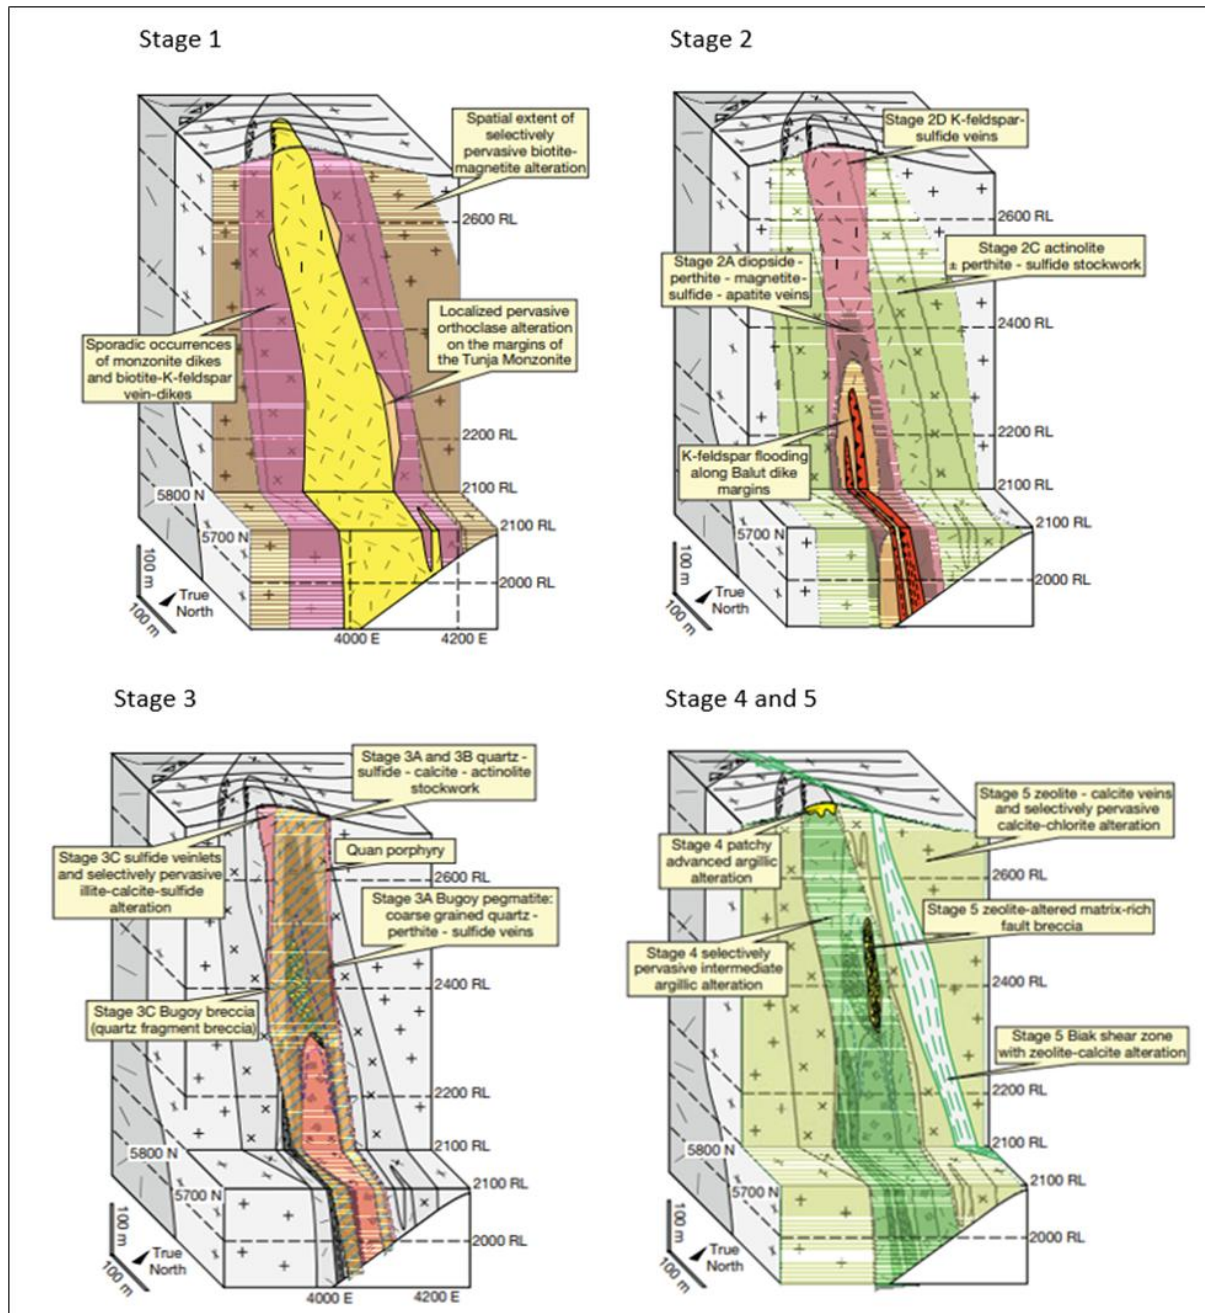 Stage 1
Spatial extent of
selectively
pervasive biotite-
magnetite alteration
2600 RL
Localized pervasive
orthoclase alteration
on the margins of
the Tunja Monzonite
Sporadic occurrences
of monzonite dikes
and biotite-K-feldspar
vein-dikes
2400 RL
2200 RL
2100 RL
5800 N
5700 N
2100 RL
2000 RL
100 m
100 m
True
North
4000 E
4200 E
Stage 2
Stage 2D K-feldspar-
sulfide veins
2600 RL
Stage 2C actinolite
± perthite - sulfide stockwork
Stage 2A diopside -
perthite - magnetite-
sulfide - apatite veins
2400 RL
K-feldspar flooding
along Balut dike
margins
2200 RL
2100 RL
5800 N
5700 N
2100 RL
2000 RL
100 m
100 m
True
North
Stage 3
Stage 3A and 3B quartz -
sulfide - calcite - actinolite
stockwork
Quan porphyry
Stage 3C sulfide veinlets
and selectively pervasive
illite-calcite-sulfide
alteration
2600 RL
Stage 3A Bugoy pegmatite:
coarse grained quartz -
perthite - sulfide veins
2400 RL
Stage 3C Bugoy breccia
(quartz fragment breccia)
2200 RL
2100 RL
5800 N
5700 N
2100 RL
2000 RL
100 m
100 m
True
North
4000 E
4200 E
Stage 4 and 5
Stage 5 zeolite - calcite veins
and selectively pervasive
calcite-chlorite alteration
Stage 4 patchy
advanced argillic
alteration
2600 RL
Stage 5 zeolite-altered matrix-rich
fault breccia
Stage 4 selectively
pervasive intermediate
argillic alteration
2400 RL
Stage 5 Biak shear zone
with zeolite-calcite alteration
2200 RL
2100 RL
5800 N
5700 N
2100 RL
2000 RL
100 m
100 m
True
North